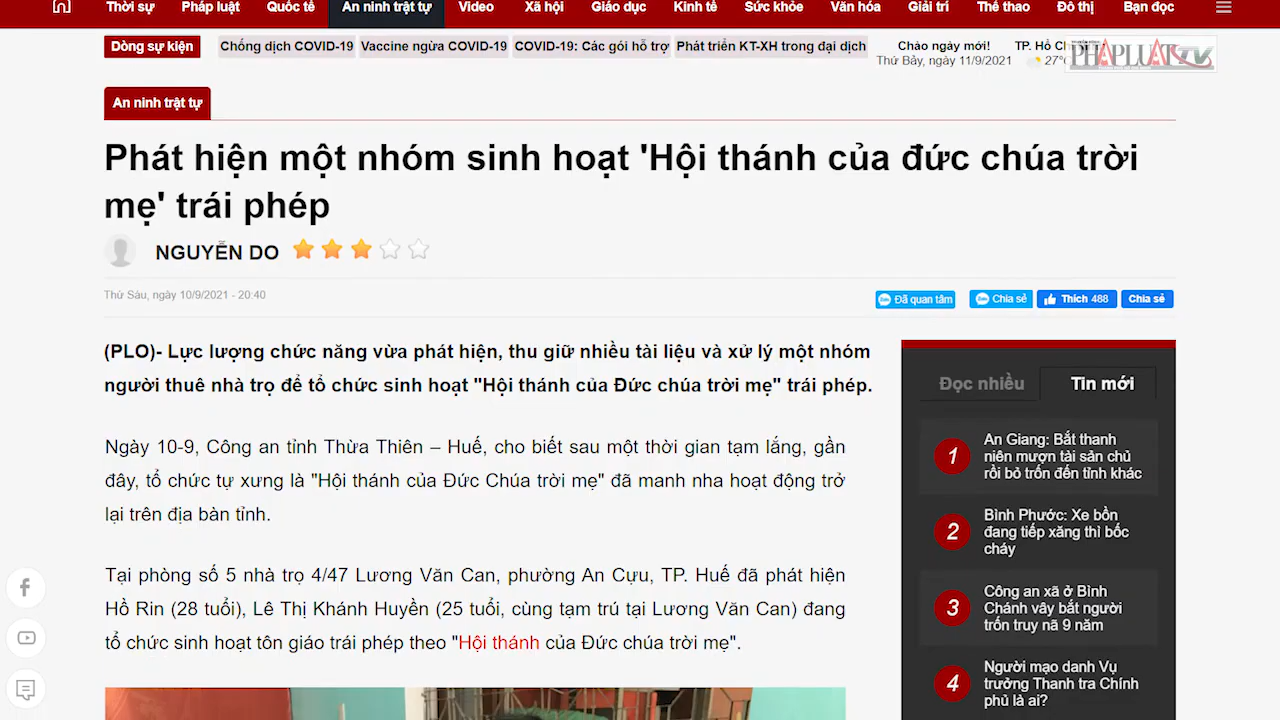 Thời sự Pháp luật Quốc tế An ninh trật tự Video Xã hội Giáo dục Kinh tế Sức khỏe Văn hóa Giải trí Thể thao Đô thị Bạn đọc
Dòng sự kiện Chống dịch COVID-19 Vaccine ngừa COVID-19 COVID-19: Các gói hỗ trợ Phát triển KT-XH trong đại dịch
Chào ngày mới! TP. Hồ
Thứ Bảy, ngày 11/9/2021 27°
PHÁPLUẬT TV
An ninh trật tự
Phát hiện một nhóm sinh hoạt 'Hội thánh của đức chúa trời
mẹ' trái phép
NGUYỄN DO
Thứ Sáu, ngày 10/9/2021 - 20:40
Đã quan tâm Chia sẻ Thích 488 Chia sẻ
(PLO)- Lực lượng chức năng vừa phát hiện, thu giữ nhiều tài liệu và xử lý một nhóm
người thuê nhà trọ để tổ chức sinh hoạt "Hội thánh của Đức chúa trời mẹ" trái phép.
Ngày 10-9, Công an tỉnh Thừa Thiên – Huế, cho biết sau một thời gian tạm lắng, gần
đây, tổ chức tự xưng là "Hội thánh của Đức Chúa trời mẹ" đã manh nha hoạt động trở
lại trên địa bàn tỉnh.
Tại phòng số 5 nhà trọ 4/47 Lương Văn Can, phường An Cựu, TP. Huế đã phát hiện
Hồ Rin (28 tuổi), Lê Thị Khánh Huyền (25 tuổi, cùng tạm trú tại Lương Văn Can) đang
tổ chức sinh hoạt tôn giáo trái phép theo "Hội thánh của Đức chúa trời mẹ".
Đọc nhiều Tin mới
1 An Giang: Bắt thanh
niên mượn tài sản chủ
rồi bỏ trốn đến tỉnh khác
2 Bình Phước: Xe bồn
đang tiếp xăng thì bốc
cháy
3 Công an xã ở Bình
Chánh vây bắt người
trốn truy nã 9 năm
4 Người mạo danh Vụ
trưởng Thanh tra Chính
phủ là ai?